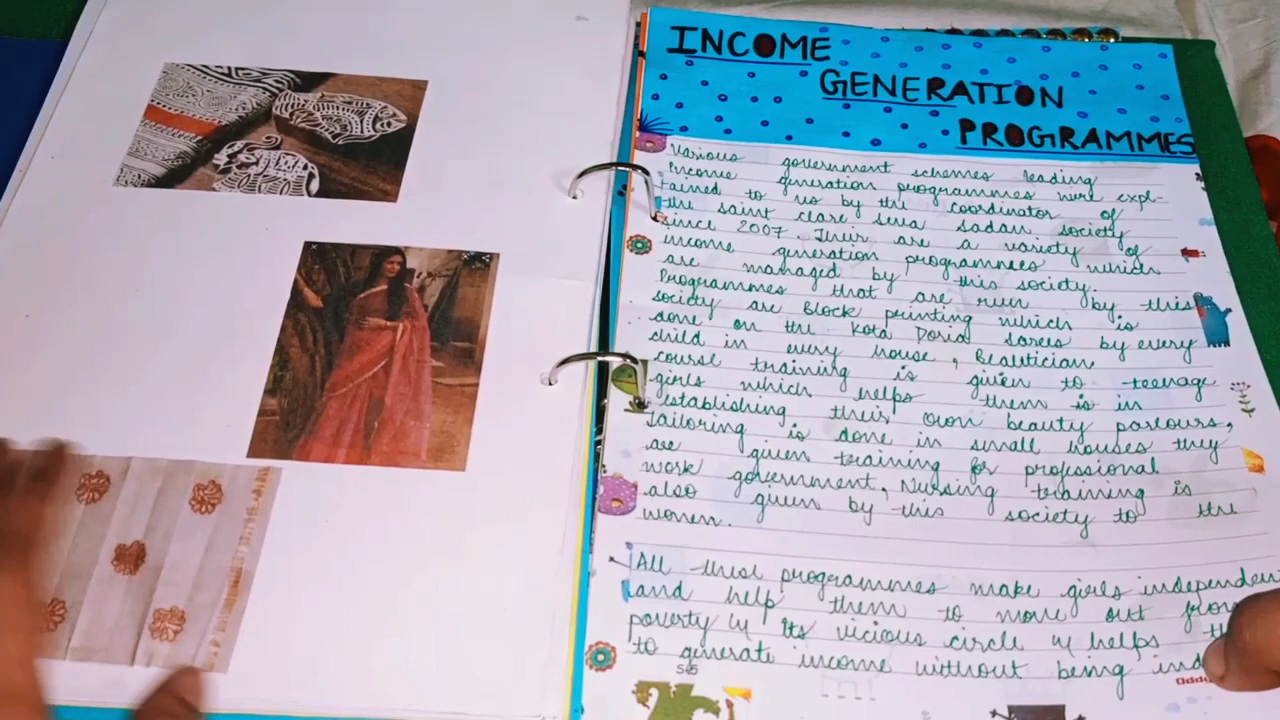 INCOME
GENERATION
PROGRAMMES
Various government schemes leading
Income generation programmes were expl-
tained to us by the coordinator of
the saint clare seva sadan society
since 2007. Their are a variety of
income generation programmes which
are managed by this society.
Programmes that are run by this
society are Block printing which is
done on the Kota Doria sarees by every
child in every house, Beautician
course training is given to teenage
girls which helps them is in
establishing their own beauty parlours,
Tailoring is done in small houses they
are given training for professional
work government, Nursing training is
also given by this society to the
women.
All these programmes make girls independent
and help them to move out from
poverty its vicious circle helps
to generate income without being